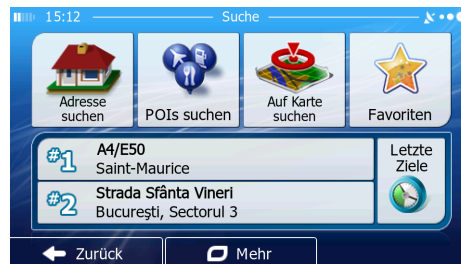 15:12
Suche
Adresse
suchen
POIs suchen
Auf Karte
suchen
Favoriten
#1
A4/E50
Saint-Maurice
#2
Strada Sfânta Vineri
Bucureşti, Sectorul 3
Letzte
Ziele
Zurück
Mehr